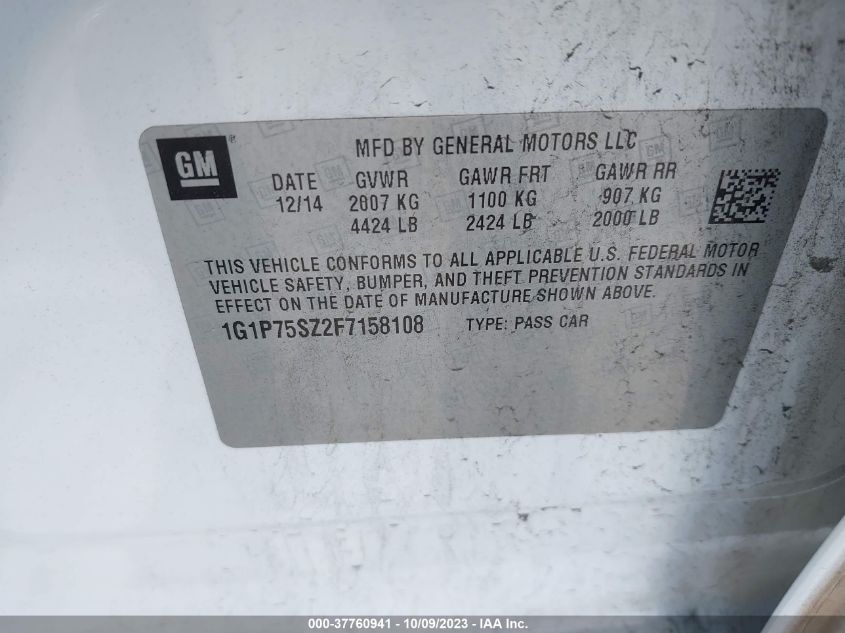 GM ®
MFD BY GENERAL MOTORS LLC
DATE GVWR GAWR FRT GAWR RR
12/14 2007 KG 1100 KG 907 KG
4424 LB 2424 LB 2000 LB
THIS VEHICLE CONFORMS TO ALL APPLICABLE U.S. FEDERAL MOTOR
VEHICLE SAFETY, BUMPER, AND THEFT PREVENTION STANDARDS IN
EFFECT ON THE DATE OF MANUFACTURE SHOWN ABOVE.
1G1P75SZ2F7158108 TYPE: PASS CAR
000-37760941 - 10/09/2023 - IAA Inc.